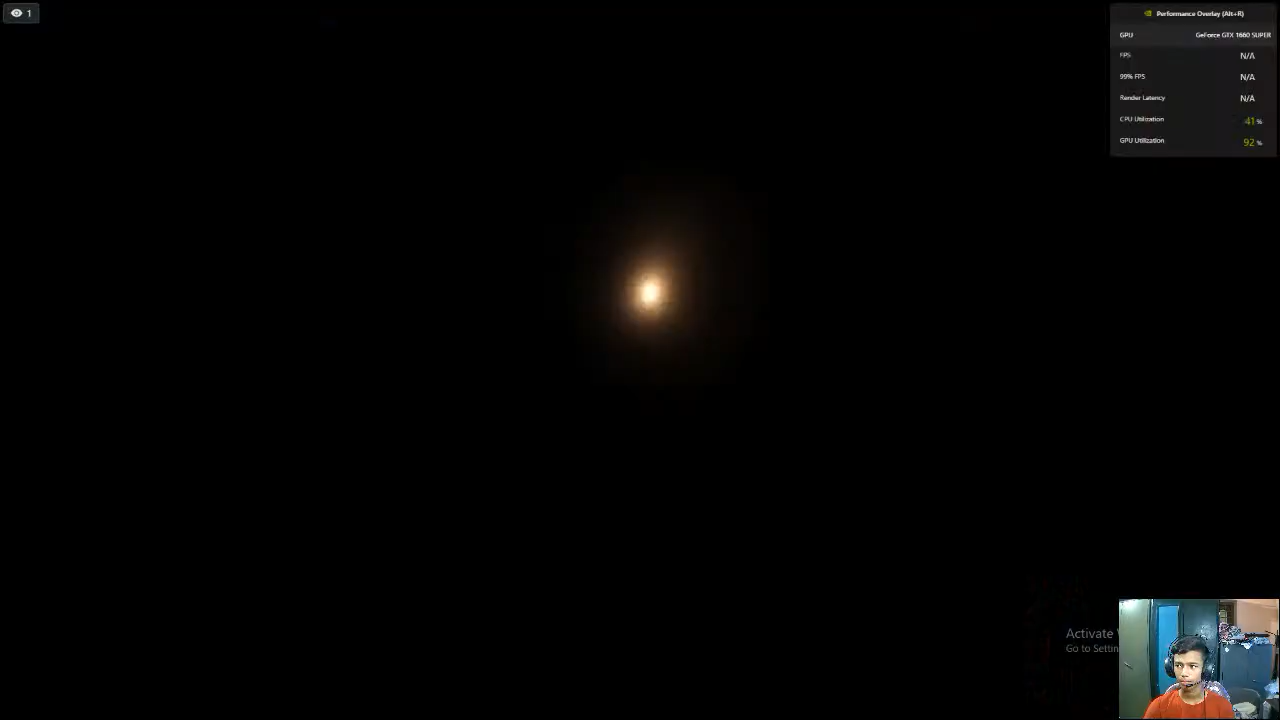 1
Performance Overlay (Alt+R)
GPU GeForce GTX 1660 SUPER
FPS N/A
99% FPS N/A
Render Latency N/A
CPU Utilization 41 %
GPU Utilization 92 %
Activate
Go to Settin